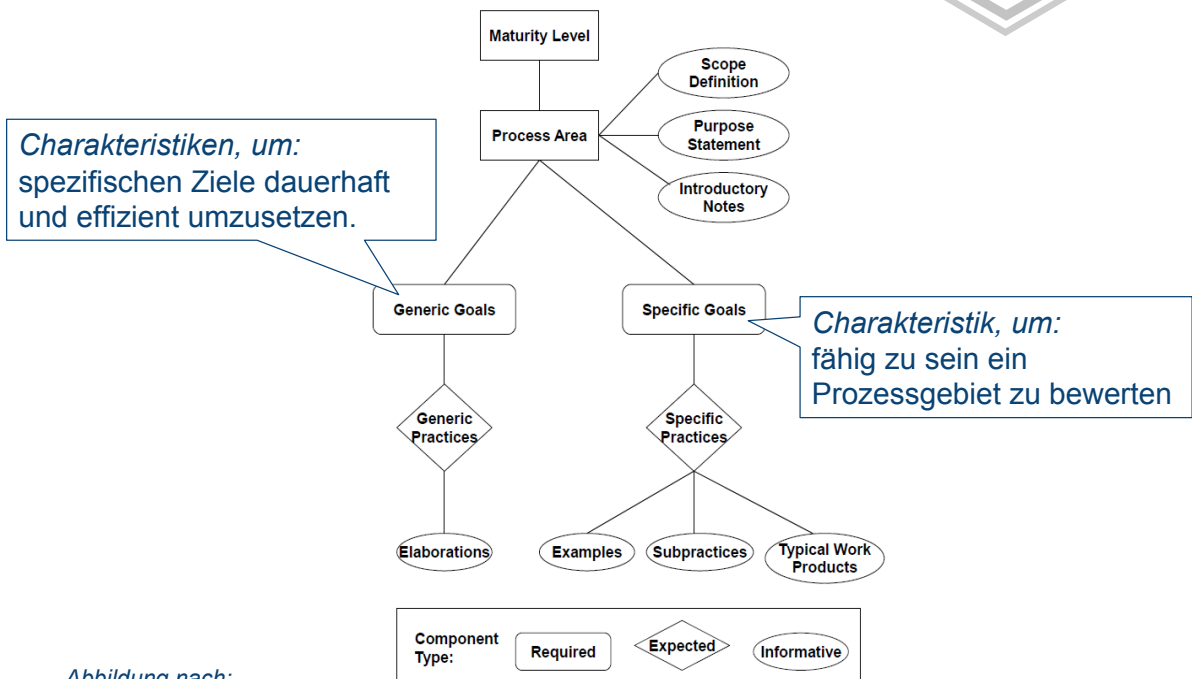 Maturity Level
Scope
Definition
Process Area
Purpose
Statement
Introductory
Notes
Charakteristiken, um:
spezifischen Ziele dauerhaft
und effizient umzusetzen.
Generic Goals
Specific Goals
Charakteristik, um:
fähig zu sein ein
Prozessgebiet zu bewerten
Generic
Practices
Specific
Practices
Elaborations
Examples
Subpractices
Typical Work
Products
Component
Type:
Required
Expected
Informative
Abbildung nach: